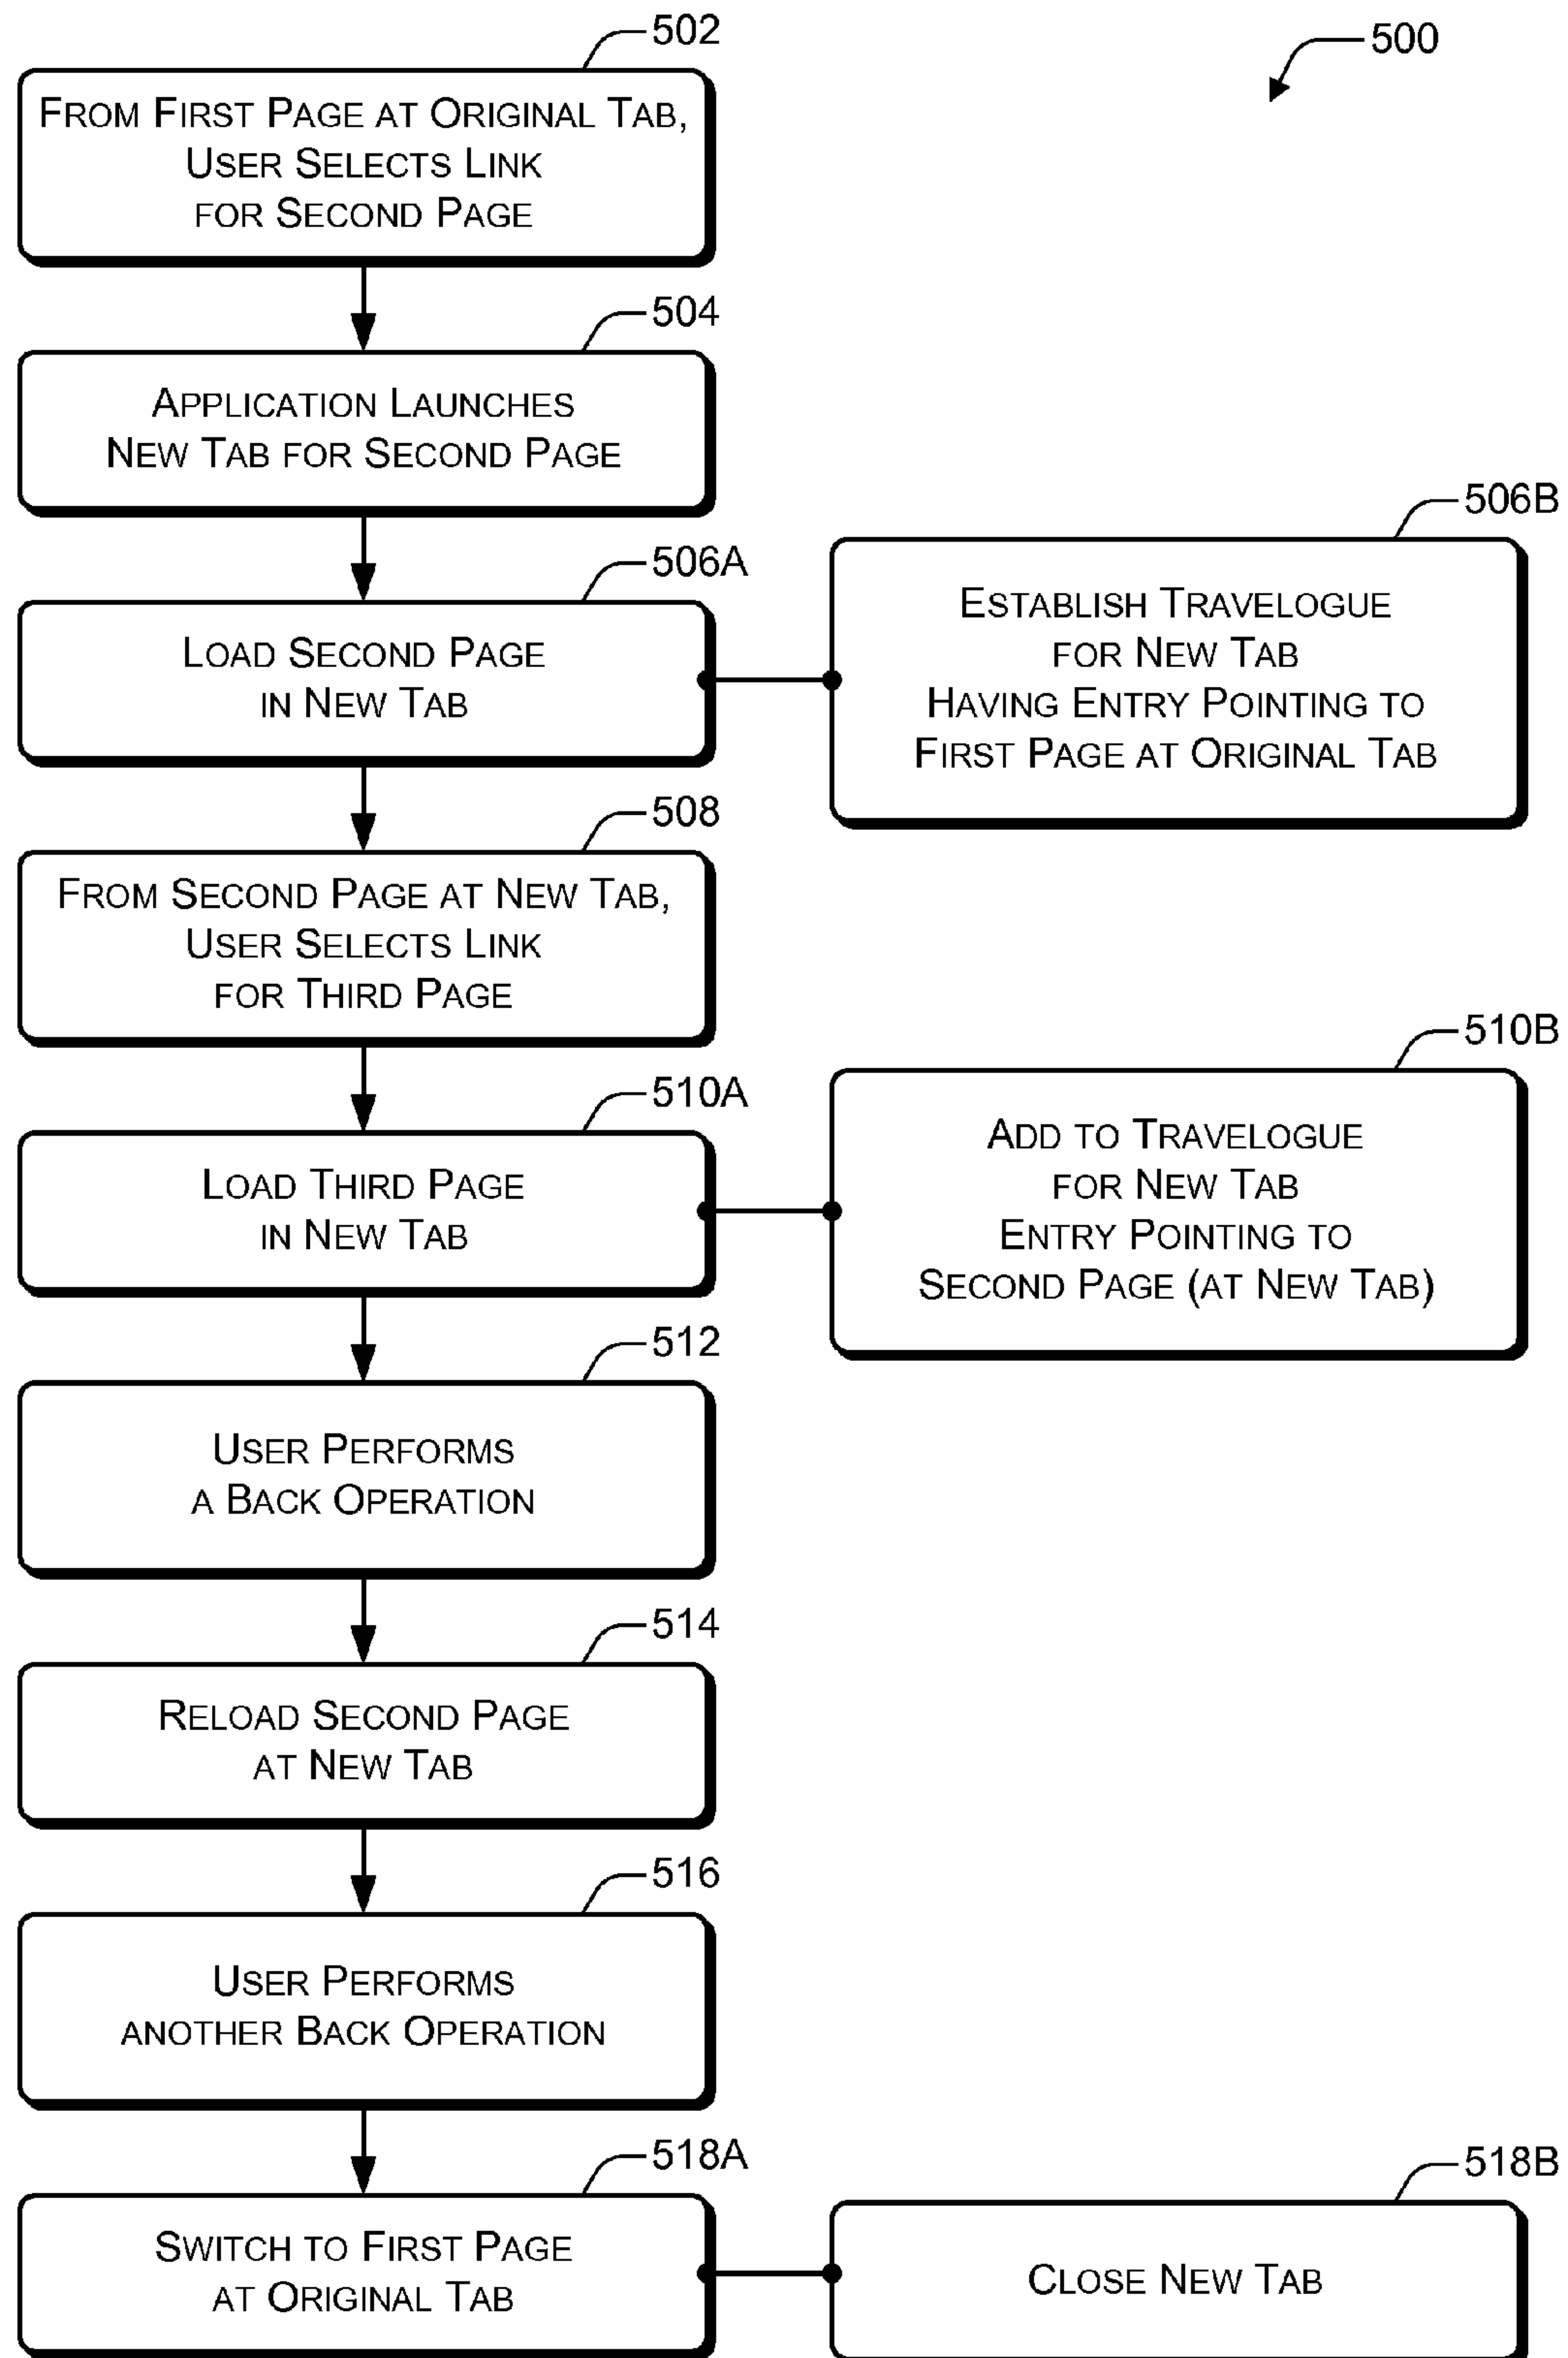 502
500
From First Page at Original Tab,
User Selects Link
for Second Page
504
Application Launches
New Tab for Second Page
506A
Load Second Page
in New Tab
506B
Establish Travelogue
for New Tab
Having Entry Pointing to
First Page at Original Tab
508
From Second Page at New Tab,
User Selects Link
for Third Page
510A
Load Third Page
in New Tab
510B
Add to Travelogue
for New Tab
Entry Pointing to
Second Page (at New Tab)
512
User Performs
a Back Operation
514
Reload Second Page
at New Tab
516
User Performs
another Back Operation
518A
Switch to First Page
at Original Tab
518B
Close New Tab